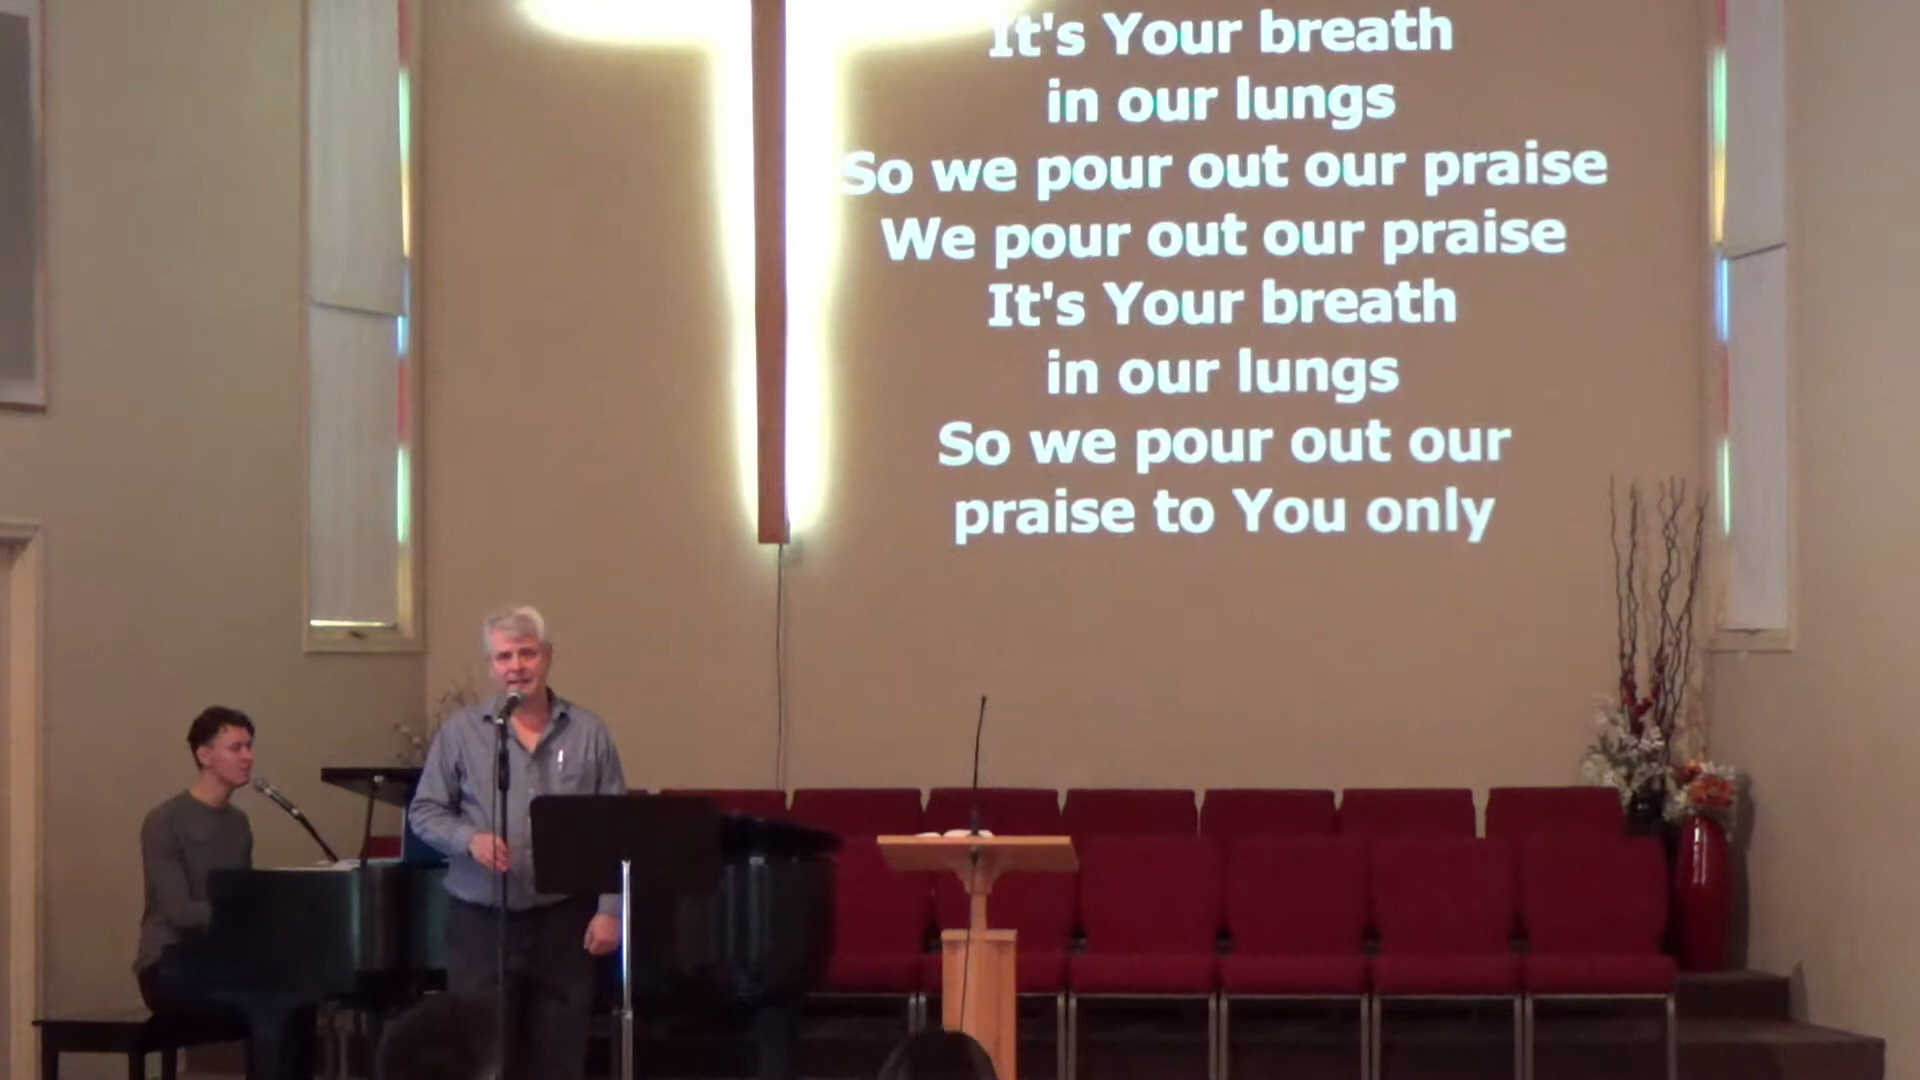 It's Your breath
in our lungs
So we pour out our praise
We pour out our praise
It's Your breath
in our lungs
So we pour out our
praise to You only